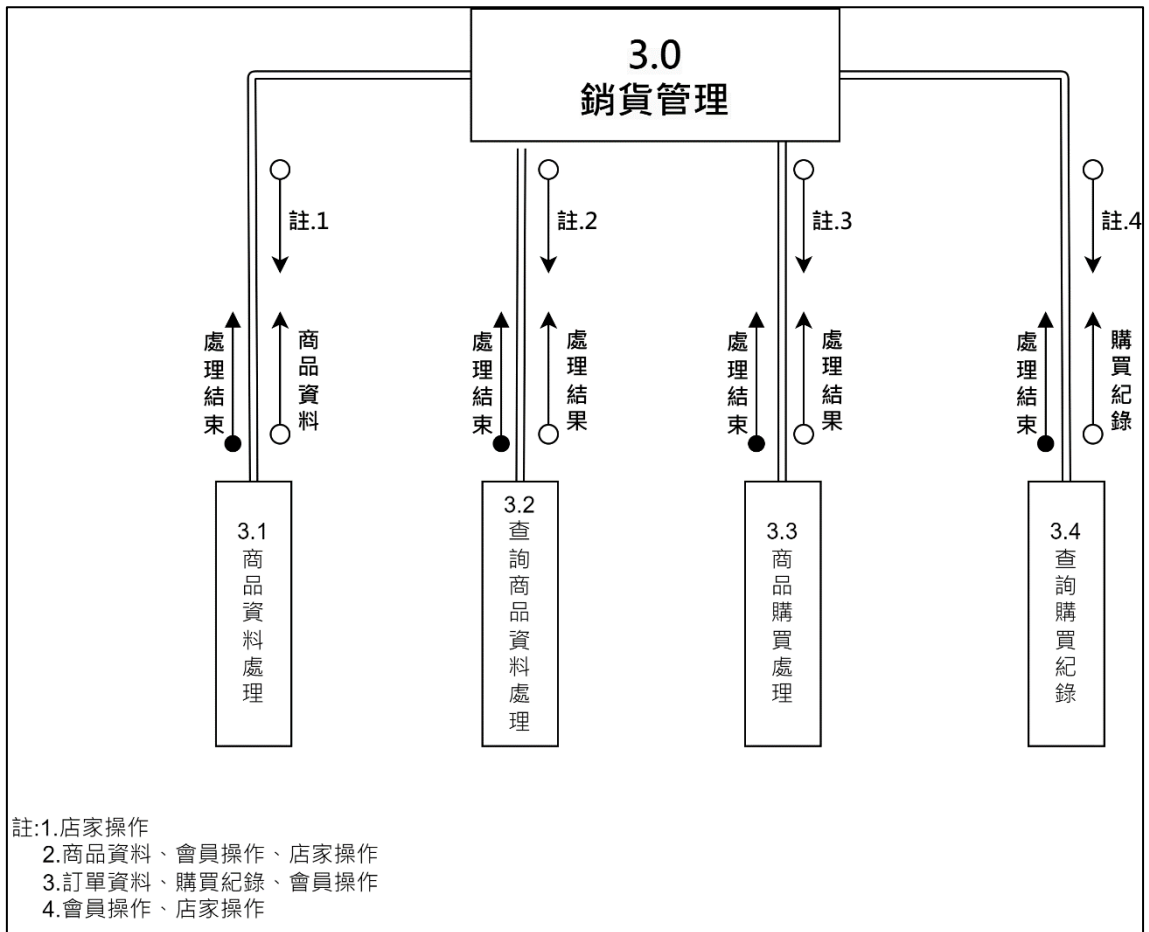 3.0
銷貨管理
註.1
註.2
註.3
註.4
處理結束
商品資料
處理結束
處理結果
處理結束
處理結果
處理結束
購買紀錄
3.1
商品資料處理
3.2
查詢商品資料處理
3.3
商品購買處理
3.4
查詢購買紀錄
註:1.店家操作
2.商品資料、會員操作、店家操作
3.訂單資料、購買紀錄、會員操作
4.會員操作、店家操作